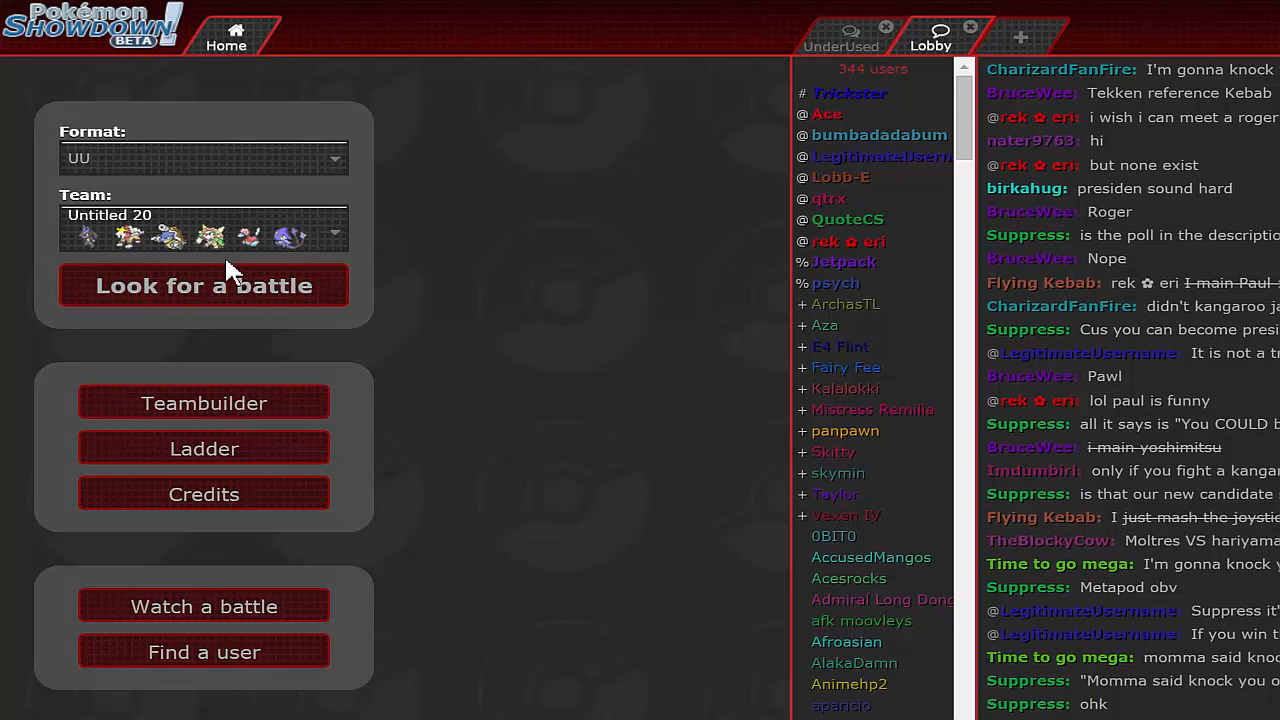 Pokémon
SHOWDOWN!
BETA
Home
UnderUsed
Lobby
Format:
UU
Team:
Untitled 20
Look for a battle
Teambuilder
Ladder
Credits
Watch a battle
Find a user
344 users
# Trickster
@ Ace
@ bumbadadabum
@ LegitimateUsern
@ Lobb-E
@ qtrx
@ QuoteCS
@ rek ✿ eri
% Jetpack
% psych
+ ArchasTL
+ Aza
+ E4 Flint
+ Fairy Fee
+ Kalalokki
+ Mistress Remilia
+ panpawn
+ Skitty
+ skymin
+ Taylor
+ Vexen IV
0BIT0
AccusedMangos
Acesrocks
Admiral Long Dong
afk moovleys
Afroasian
AlakaDamn
Animehp2
aparicio
CharizardFanFire: I'm gonna knock
BruceWee: Tekken reference Kebab
@rek ✿ eri: i wish i can meet a roger
nater9763: hi
@rek ✿ eri: but none exist
birkahug: presiden sound hard
BruceWee: Roger
Suppress: is the poll in the descriptio
BruceWee: Nope
Flying Kebab: rek ✿ eri I main Paul
CharizardFanFire: didn't kangaroo ja
Suppress: Cus you can become presi
@LegitimateUsername: It is not a tr
BruceWee: Pawl
@rek ✿ eri: lol paul is funny
Suppress: all it says is "You COULD b
BruceWee: I main yoshimitsu
Imdumbirl: only if you fight a kanga
Suppress: is that our new candidate
Flying Kebab: I just mash the joystic
TheBlockyCow: Moltres VS hariyama
Time to go mega: I'm gonna knock y
Suppress: Metapod obv
@LegitimateUsername: Suppress it'
@LegitimateUsername: If you win t
Time to go mega: momma said knoc
Suppress: "Momma said knock you o
Suppress: ohk